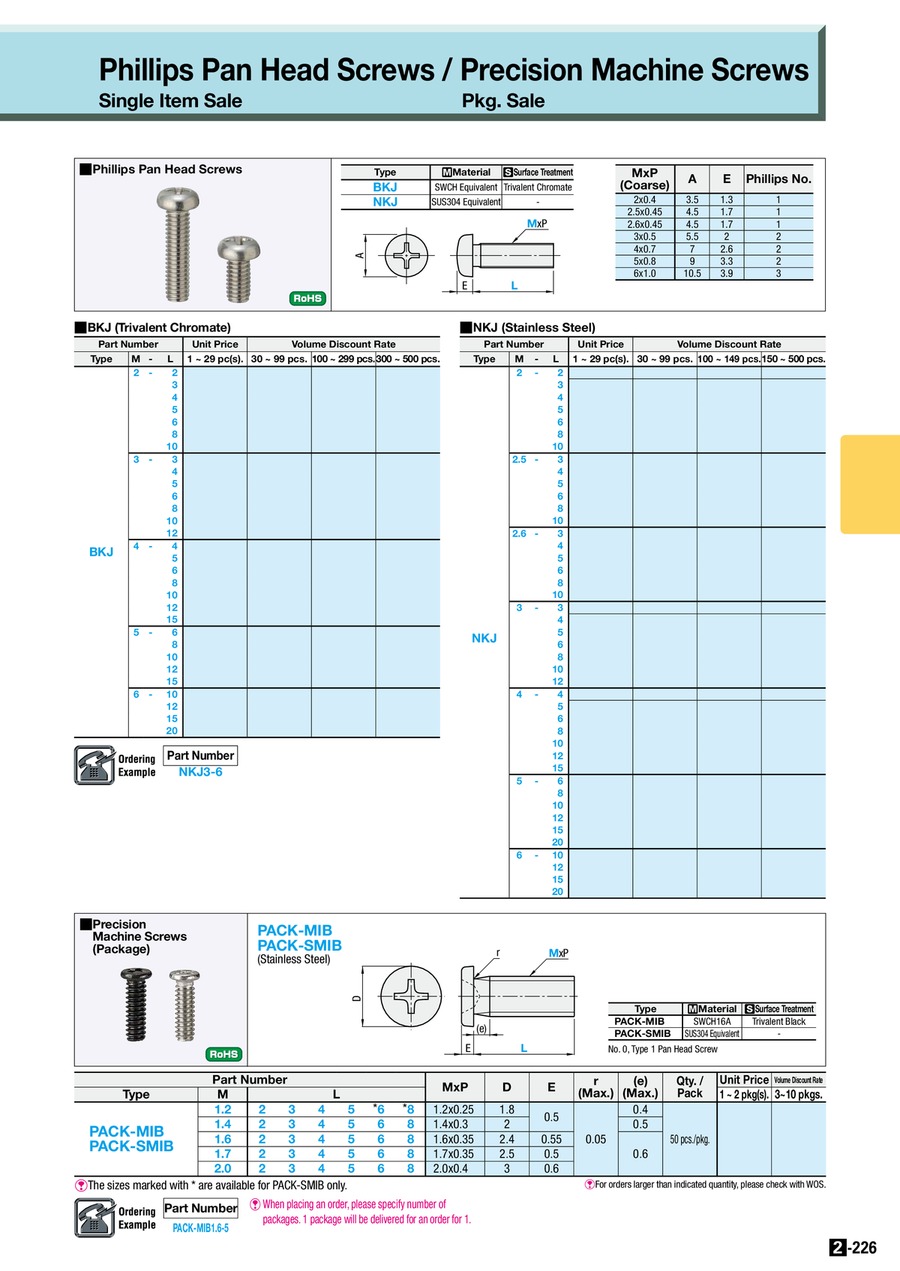 Phillips Pan Head Screws / Precision Machine Screws
Single Item Sale Pkg. Sale
Phillips Pan Head Screws
RoHS
Type M Material S Surface Treatment
BKJ SWCH Equivalent Trivalent Chromate
NKJ SUS304 Equivalent -
MxP
A
E L
MxP (Coarse) A E Phillips No.
2x0.4 3.5 1.3 1
2.5x0.45 4.5 1.7 1
2.6x0.45 4.5 1.7 1
3x0.5 5.5 2 2
4x0.7 7 2.6 2
5x0.8 9 3.3 2
6x1.0 10.5 3.9 3
BKJ (Trivalent Chromate)
Part Number Unit Price Volume Discount Rate
Type M - L 1 ~ 29 pc(s). 30 ~ 99 pcs. 100 ~ 299 pcs. 300 ~ 500 pcs.
BKJ
2 - 2
3
4
5
6
8
10
3 - 3
4
5
6
8
10
12
4 - 4
5
6
8
10
12
15
5 - 6
8
10
12
15
6 - 10
12
15
20
Ordering Example
Part Number
NKJ3-6
NKJ (Stainless Steel)
Part Number Unit Price Volume Discount Rate
Type M - L 1 ~ 29 pc(s). 30 ~ 99 pcs. 100 ~ 149 pcs. 150 ~ 500 pcs.
NKJ
2 - 2
3
4
5
6
8
10
2.5 - 3
4
5
6
8
10
2.6 - 3
4
5
6
8
10
3 - 3
4
5
6
8
10
12
4 - 4
5
6
8
10
12
15
5 - 6
8
10
12
15
20
6 - 10
12
15
20
Precision
Machine Screws
(Package)
RoHS
PACK-MIB
PACK-SMIB
(Stainless Steel)
r MxP
D
(e)
E L
Type M Material S Surface Treatment
PACK-MIB SWCH16A Trivalent Black
PACK-SMIB SUS304 Equivalent -
No. 0, Type 1 Pan Head Screw
Part Number MxP D E r (Max.) (e) (Max.) Qty. / Pack Unit Price Volume Discount Rate
Type M L 1 ~ 2 pkg(s). 3~10 pkgs.
PACK-MIB
PACK-SMIB
1.2 2 3 4 5 *6 *8 1.2x0.25 1.8 0.5 0.05 0.4 50 pcs./pkg.
1.4 2 3 4 5 6 8 1.4x0.3 2 0.5
1.6 2 3 4 5 6 8 1.6x0.35 2.4 0.55 0.6
1.7 2 3 4 5 6 8 1.7x0.35 2.5 0.5
2.0 2 3 4 5 6 8 2.0x0.4 3 0.6
The sizes marked with * are available for PACK-SMIB only.
For orders larger than indicated quantity, please check with WOS.
Ordering Example
Part Number
PACK-MIB1.6-5
When placing an order, please specify number of
packages. 1 package will be delivered for an order for 1.
2-226